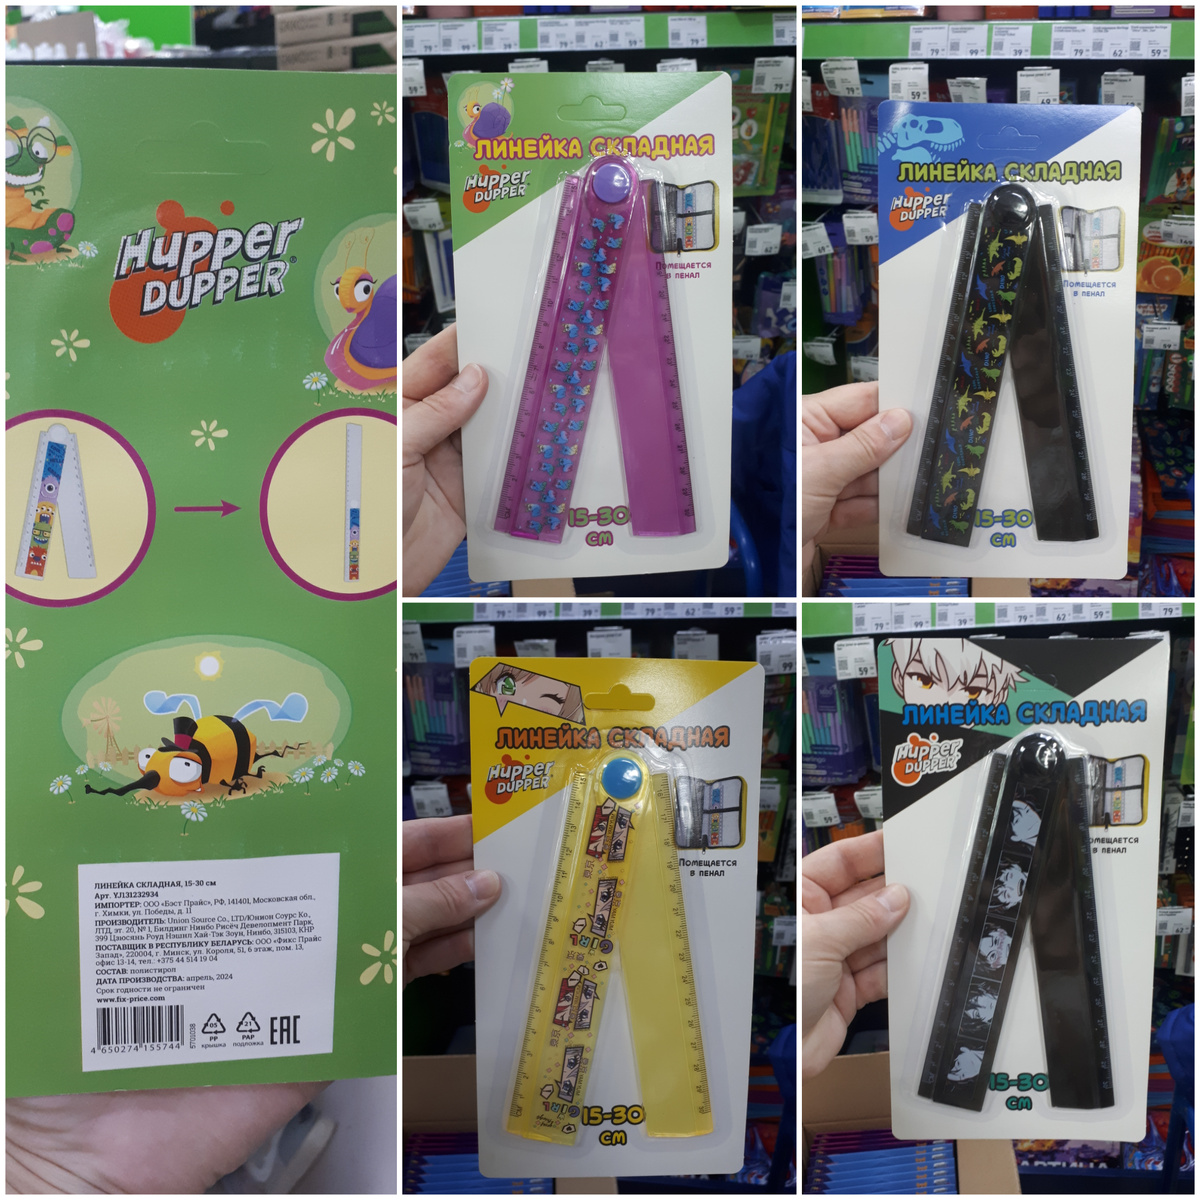 Hupper
DUPPER®
ЛИНЕЙКА СКЛАДНАЯ, 15-30 см
Арт. YJ131232934
ИМПОРТЕР: ООО «Бэст Прайс», РФ, 141401, Московская обл.,
г. Химки, ул. Победы, д. 11
ПРОИЗВОДИТЕЛЬ: Union Source Co., LTD/Юнион Соурс Ко.,
ЛТД, эт. 20, № 1, Билдинг Нинбо Рисёч Девелопмент Парк,
399 Цзюсянь Роуд Нэшнл Хай-Тэк Зоун, Нинбо, 315103, КНР
ПОСТАВЩИК В РЕСПУБЛИКУ БЕЛАРУСЬ: ООО «Фикс Прайс
Запад», 220004, г. Минск, ул. Короля, 51, 6 этаж, пом. 13,
офис 13-14, тел.: +375 44 514 19 04
СОСТАВ: полистирол
ДАТА ПРОИЗВОДСТВА: апрель, 2024
Срок годности не ограничен
www.fix-price.com
4 650274 155744
5701038
05
PP
крышка
21
PAP
подложка
EAC
ЛИНЕЙКА СКЛАДНАЯ
Hupper
DUPPER
Помещается
в пенал
15-30
см
ЛИНЕЙКА СКЛАДНАЯ
Hupper
DUPPER
Помещается
в пенал
15-30
см
ЛИНЕЙКА СКЛАДНАЯ
Hupper
DUPPER
Помещается
в пенал
GIRL
GIRL
15-30
см
ЛИНЕЙКА СКЛАДНАЯ
Hupper
DUPPER
Помещается
в пенал
15-30
см